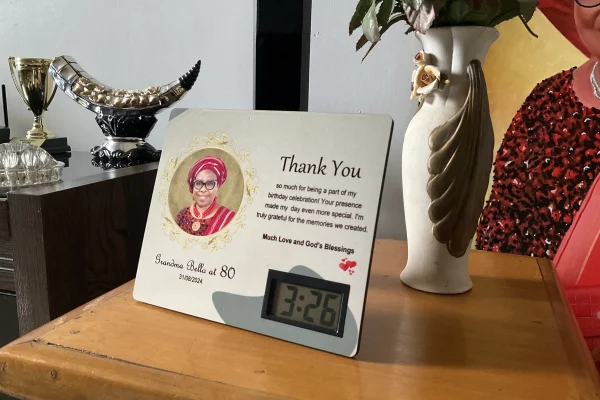 Thank You
so much for being a part of my
birthday celebration! Your presence
made my day even more special. I'm
truly grateful for the memories we created.
Much Love and God's Blessings
Grandma Bella at 80
31/08/2024
3:26